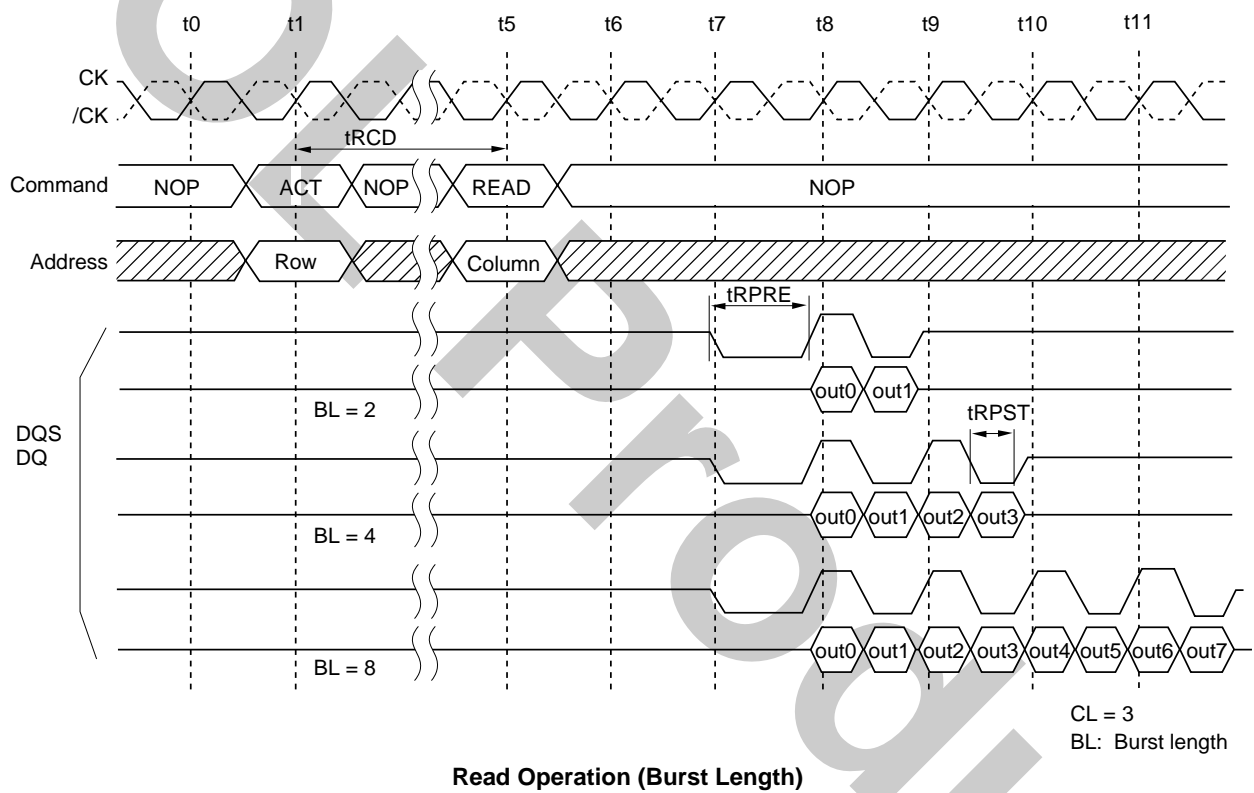 t0 t1 t5 t6 t7 t8 t9 t10 t11
CK
/CK
tRCD
Command NOP ACT NOP READ NOP
Address Row Column
tRPRE
out0 out1
BL = 2
tRPST
DQS
DQ
out0 out1 out2 out3
BL = 4
out0 out1 out2 out3 out4 out5 out6 out7
BL = 8
CL = 3
BL: Burst length
Read Operation (Burst Length)